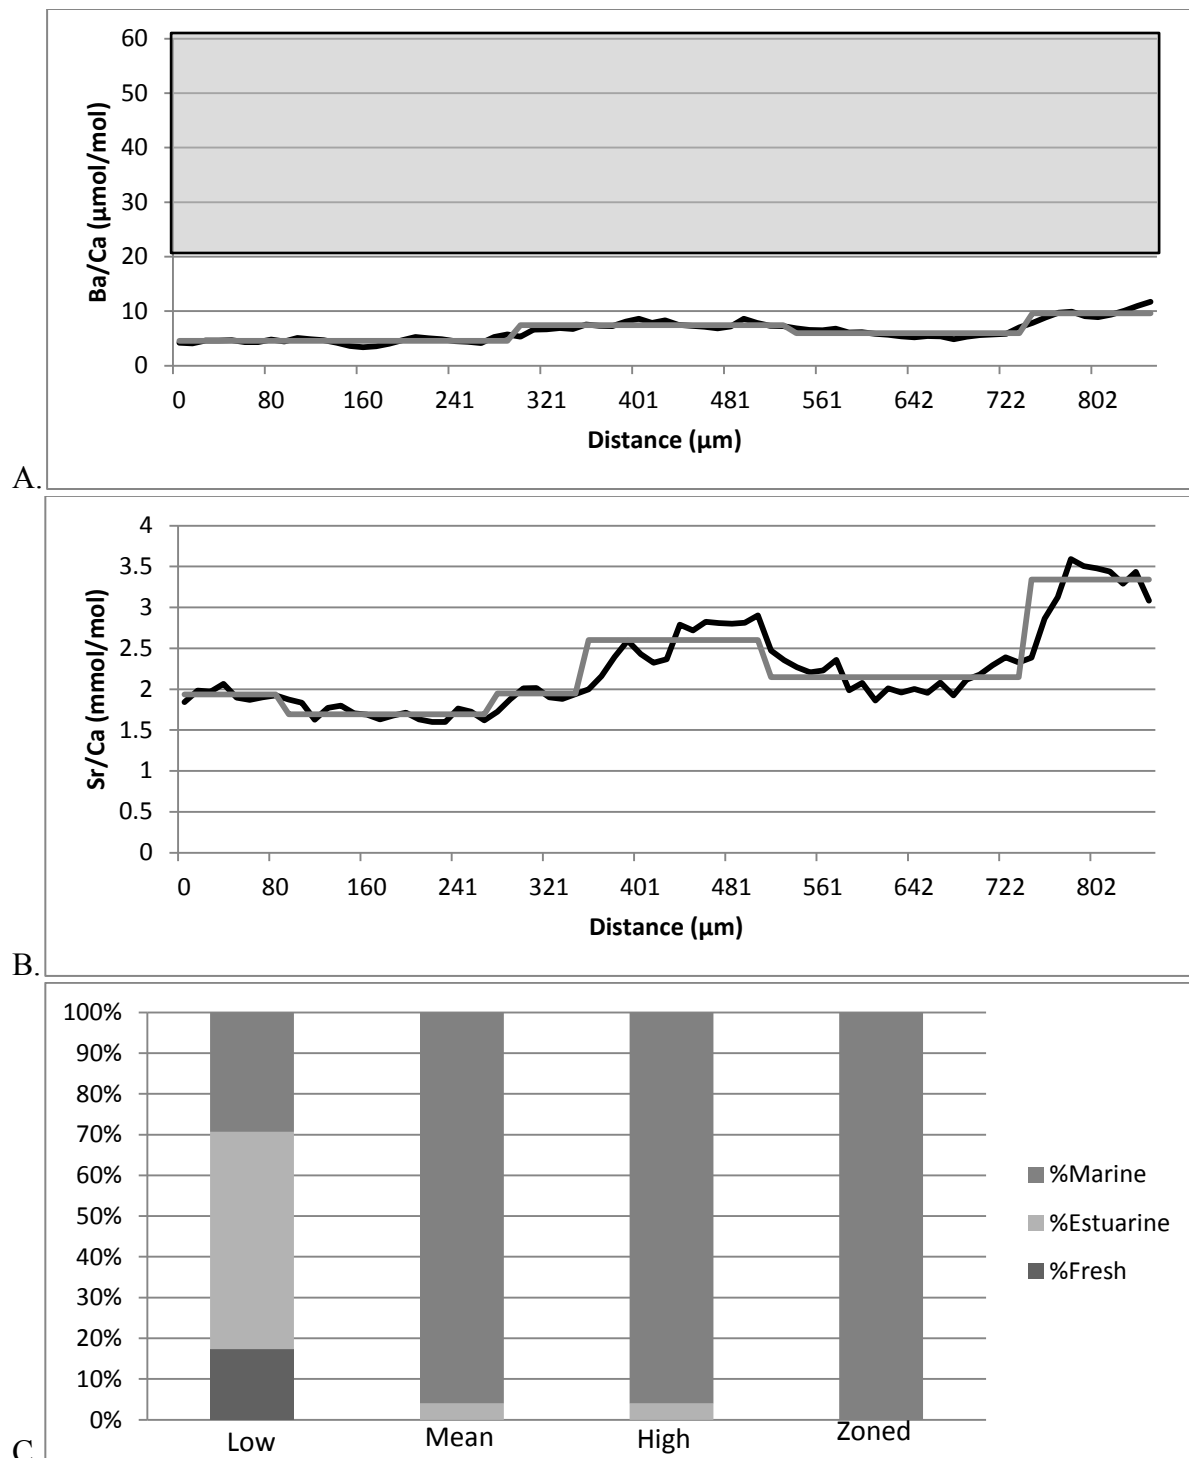 60
50
40
30
20
10
0
Ba/Ca (µmol/mol)
0 80 160 241 321 401 481 561 642 722 802
Distance (µm)
A.
4
3.5
3
2.5
2
1.5
1
0.5
0
Sr/Ca (mmol/mol)
0 80 160 241 321 401 481 561 642 722 802
Distance (µm)
B.
100%
90%
80%
70%
60%
50%
40%
30%
20%
10%
0%
Low Mean High Zoned
%Marine
%Estuarine
%Fresh
C